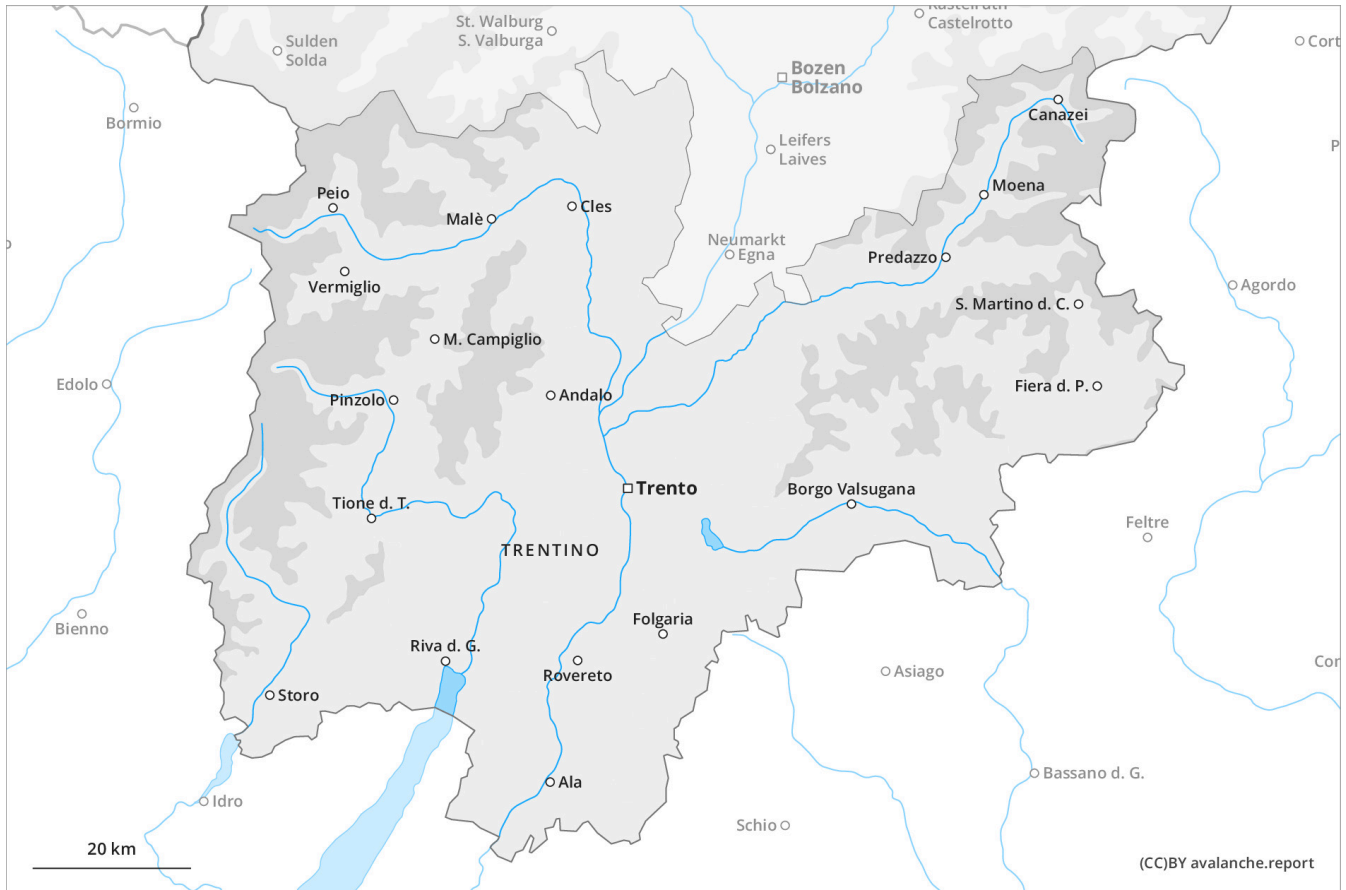 Kastelruth
Castelrotto
St. Walburg
S. Valburga
Sulden
Solda
Cort
Bozen
Bolzano
Bormio
Canazei
Leifers
Laives
P
Moena
Peio
Malè
Cles
Neumarkt
Egna
Predazzo
Vermiglio
Agordo
S. Martino d. C.
M. Campiglio
Edolo
Fiera d. P.
Pinzolo
Andalo
Trento
Borgo Valsugana
Tione d. T.
Feltre
TRENTINO
Folgaria
Bienno
Riva d. G.
Rovereto
Asiago
Cor
Storo
Bassano d. G.
Ala
Idro
Schio
20 km
(CC)BY avalanche.report